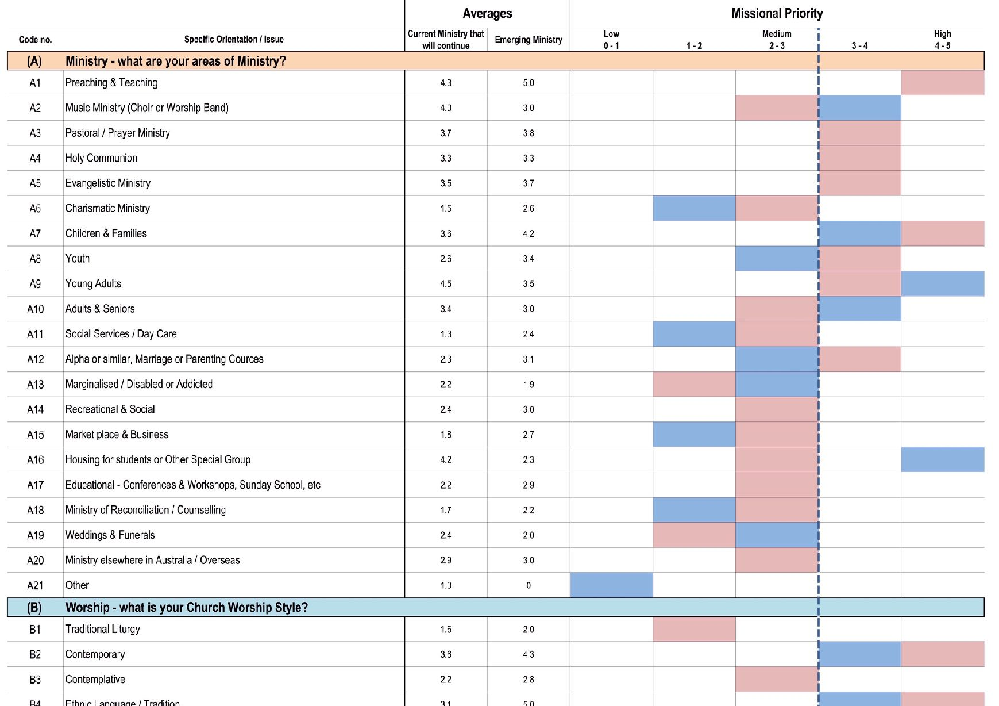 Averages Missional Priority
Code no. Specific Orientation / Issue Current Ministry that will continue Emerging Ministry Low 0 - 1 1 - 2 Medium 2 - 3 3 - 4 High 4 - 5
(A) Ministry - what are your areas of Ministry?
A1 Preaching & Teaching 4.3 5.0
A2 Music Ministry (Choir or Worship Band) 4.0 3.0
A3 Pastoral / Prayer Ministry 3.7 3.8
A4 Holy Communion 3.3 3.3
A5 Evangelistic Ministry 3.5 3.7
A6 Charismatic Ministry 1.5 2.6
A7 Children & Families 3.6 4.2
A8 Youth 2.6 3.4
A9 Young Adults 4.5 3.5
A10 Adults & Seniors 3.4 3.0
A11 Social Services / Day Care 1.3 2.4
A12 Alpha or similar, Marriage or Parenting Cources 2.3 3.1
A13 Marginalised / Disabled or Addicted 2.2 1.9
A14 Recreational & Social 2.4 3.0
A15 Market place & Business 1.8 2.7
A16 Housing for students or Other Special Group 4.2 2.3
A17 Educational - Conferences & Workshops, Sunday School, etc 2.2 2.9
A18 Ministry of Reconciliation / Counselling 1.7 2.2
A19 Weddings & Funerals 2.4 2.0
A20 Ministry elsewhere in Australia / Overseas 2.9 3.0
A21 Other 1.0 0
(B) Worship - what is your Church Worship Style?
B1 Traditional Liturgy 1.6 2.0
B2 Contemporary 3.6 4.3
B3 Contemplative 2.2 2.8
B4 Ethnic Language / Tradition 3.1 5.0